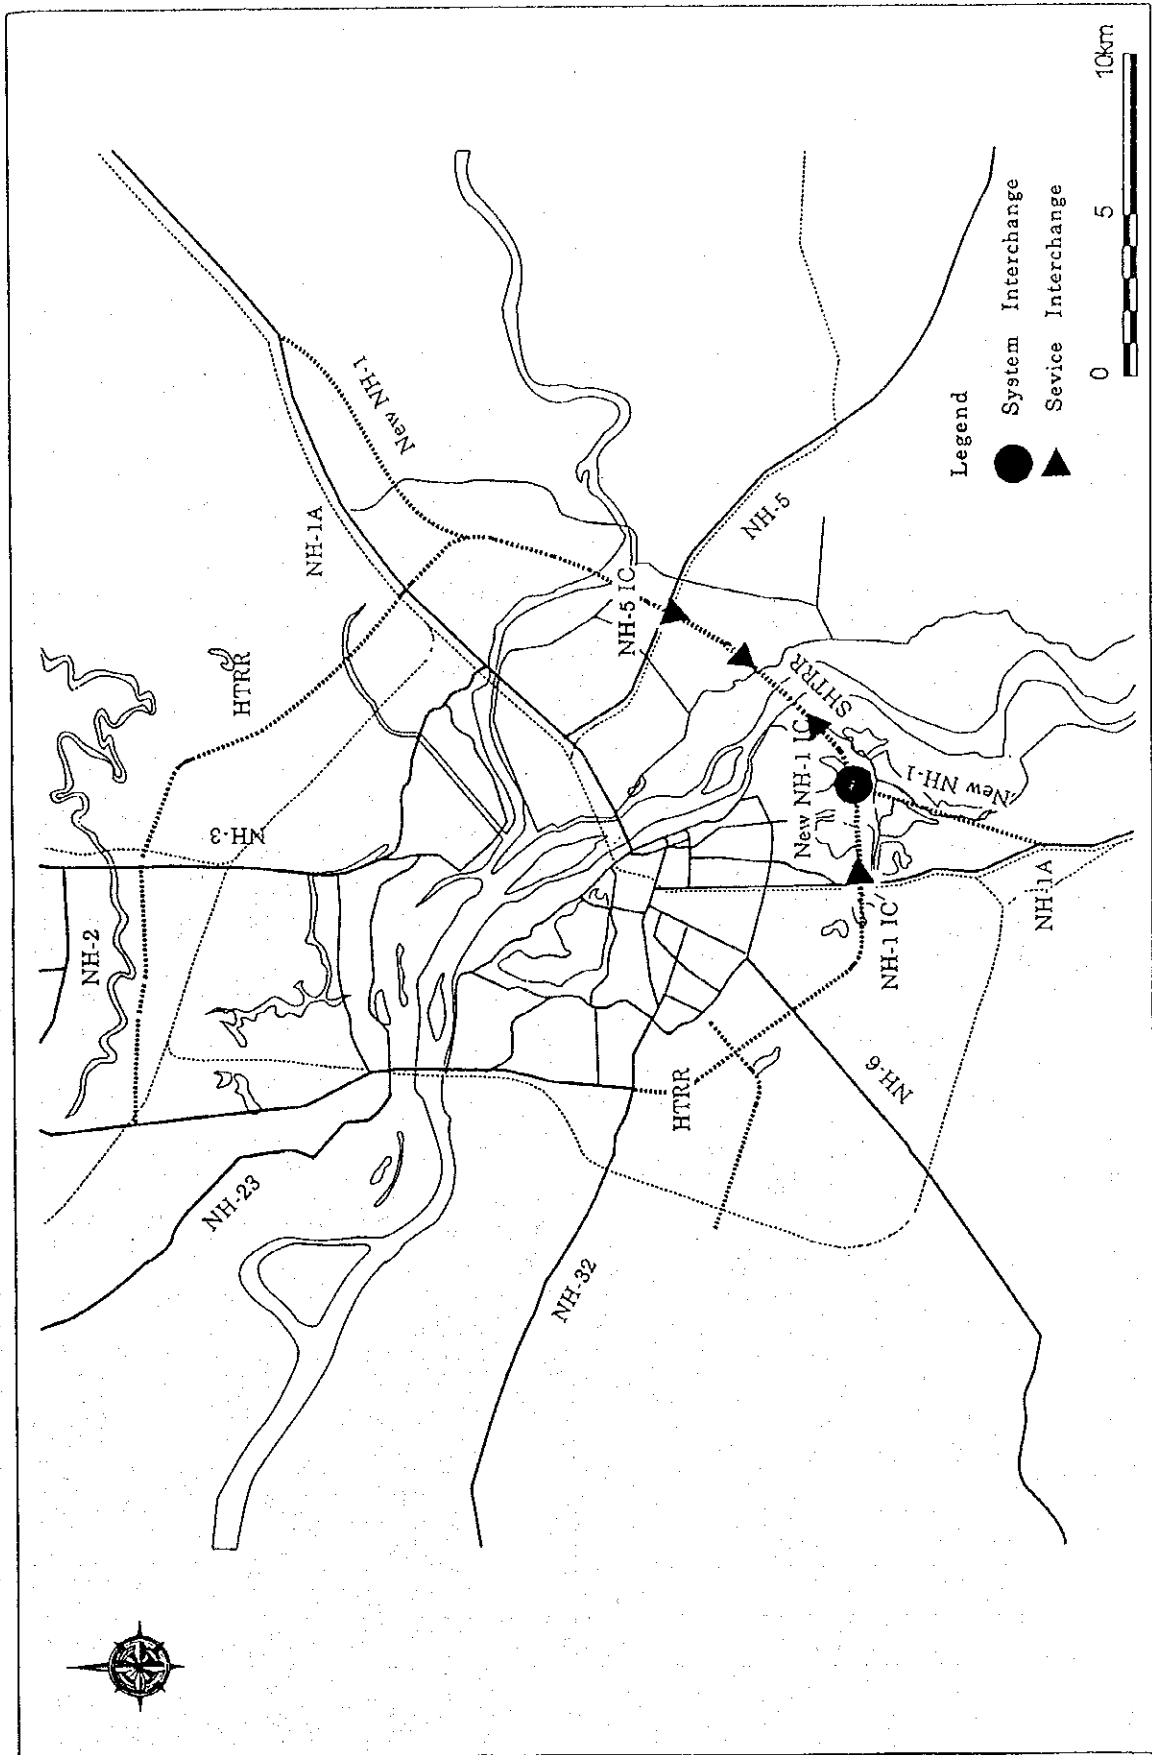 NH-2
NH-3
HTRR
NH-1A
New NH-1
NH-23
NH-32
HTRR
NH-6
NH-5 IC
NH-5
SHTRR
New NH-1 IC
New NH-1
NH-1 IC
NH-1A
Legend
System Interchange
Sevice Interchange
0 5 10km